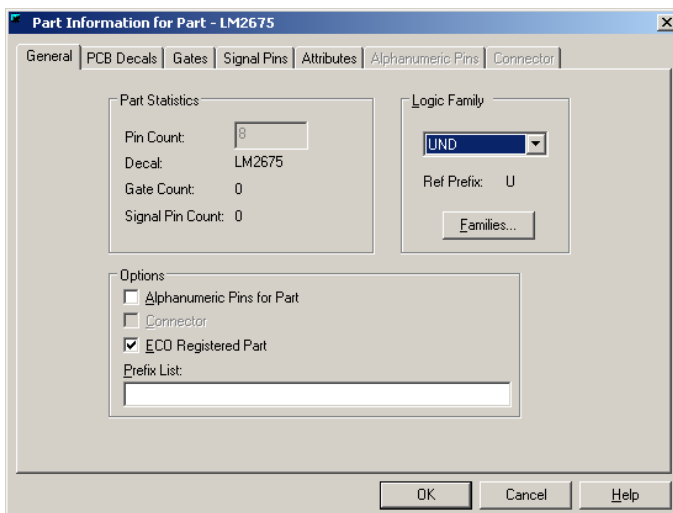 Part Information for Part - LM2675
General PCB Decals Gates Signal Pins Attributes Alphanumeric Pins Connector
Part Statistics
Pin Count: 8
Decal: LM2675
Gate Count: 0
Signal Pin Count: 0
Logic Family
UND
Ref Prefix: U
Families...
Options
Alphanumeric Pins for Part
Connector
ECO Registered Part
Prefix List:
OK Cancel Help